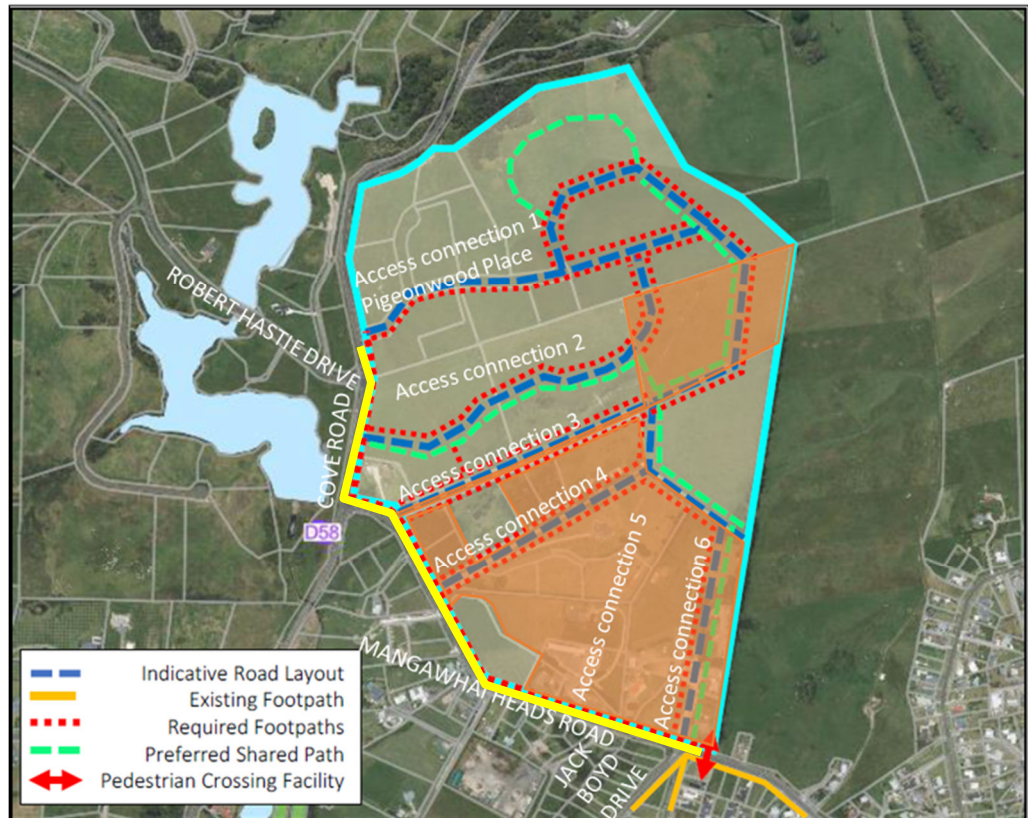 Access connection 1
Pigeonwood Place
ROBERT HASTIE DRIVE
Access connection 2
COVE ROAD
Access connection 3
Access connection 4
D58
Access connection 5
Access connection 6
MANGAWHAI HEADS ROAD
JACK
BOYD
DRIVE
Indicative Road Layout
Existing Footpath
Required Footpaths
Preferred Shared Path
Pedestrian Crossing Facility